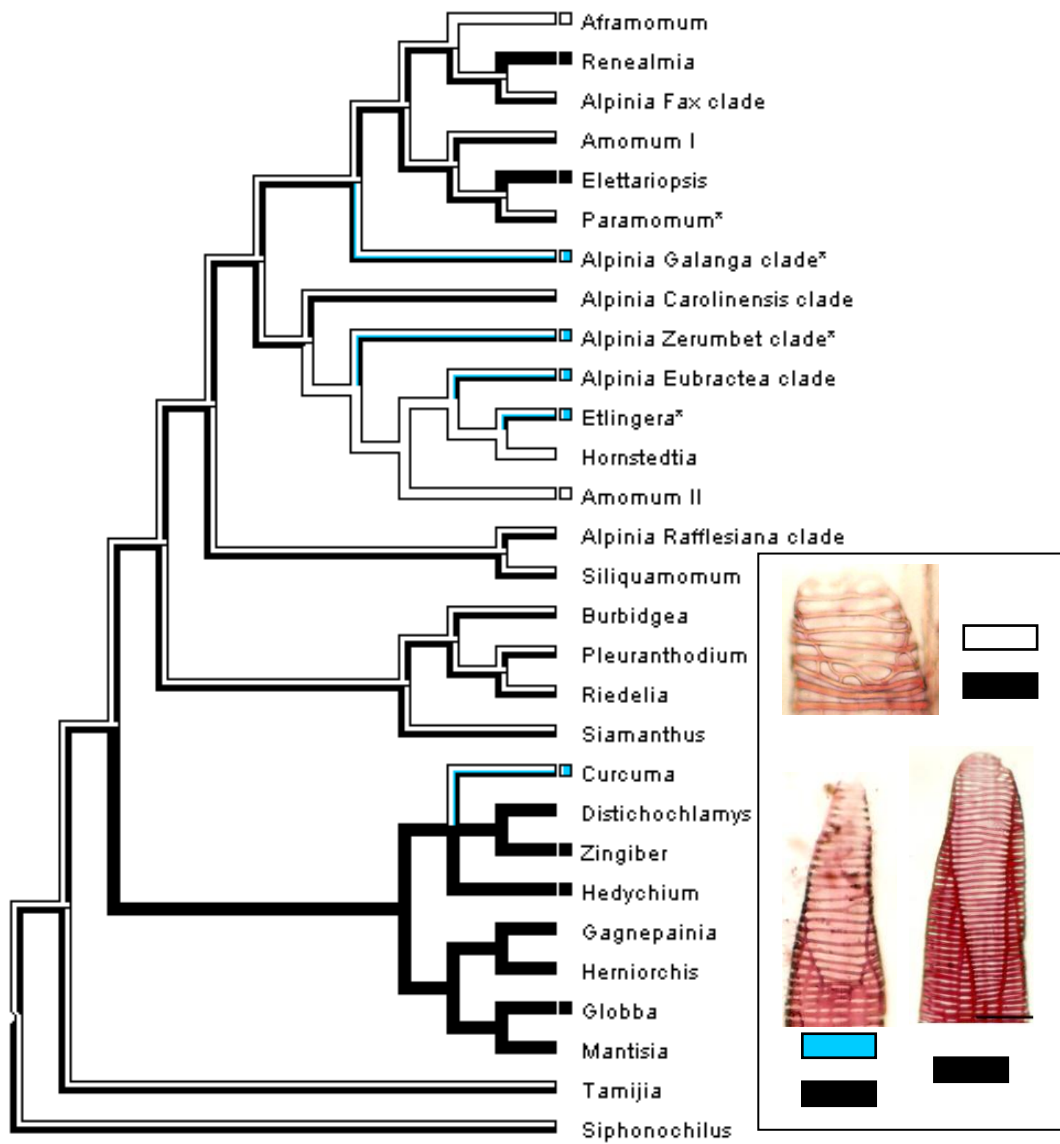 Aframomum
Renealmia
Alpinia Fax clade
Amomum I
Elettariopsis
Paramomum*
Alpinia Galanga clade*
Alpinia Carolinensis clade
Alpinia Zerumbet clade*
Alpinia Eubractea clade
Etlingera*
Hornstedtia
Amomum II
Alpinia Rafflesiana clade
Siliquamomum
Burbidgea
Pleuranthodium
Riedelia
Siamanthus
Curcuma
Distichochlamys
Zingiber
Hedychium
Gagnepainia
Herniorchis
Globba
Mantisia
Tamijia
Siphonochilus